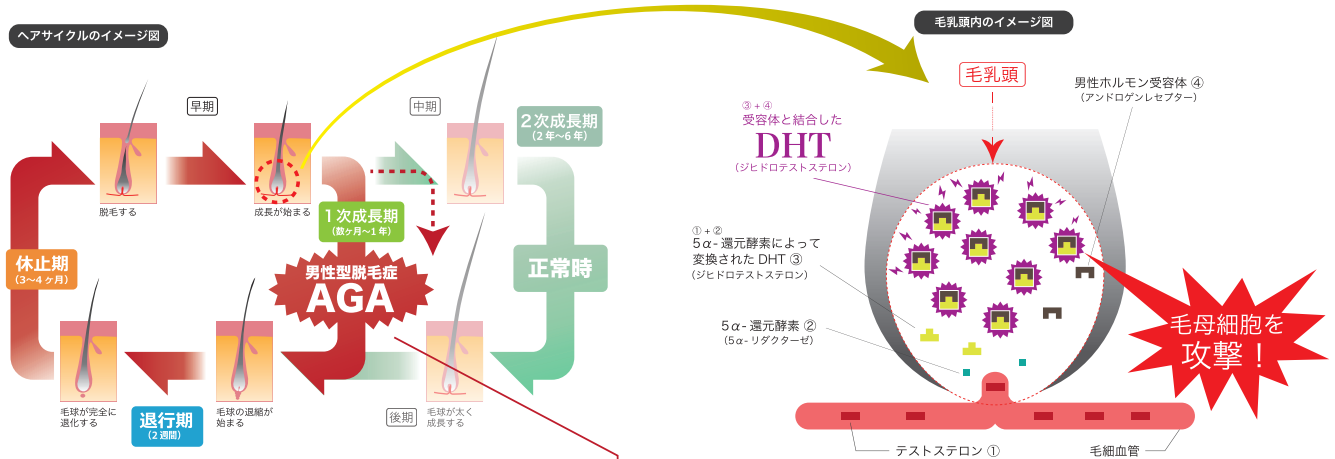 ヘアサイクルのイメージ図
早期
中期
2次成長期
(2年〜6年)
脱毛する
成長が始まる
1次成長期
(数ヶ月〜1年)
休止期
(3〜4ヶ月)
男性型脱毛症
AGA
正常時
毛球が完全に
退化する
退行期
(2週間)
毛球の退縮が
始まる
後期
毛球が太く
成長する
毛乳頭内のイメージ図
毛乳頭
男性ホルモン受容体 ④
(アンドロゲンレセプター)
③+④
受容体と結合した
DHT
(ジヒドロテストステロン)
①+②
5α-還元酵素によって
変換されたDHT ③
(ジヒドロテストステロン)
5α-還元酵素 ②
(5α-リダクターゼ)
毛母細胞を
攻撃！
テストステロン ①
毛細血管